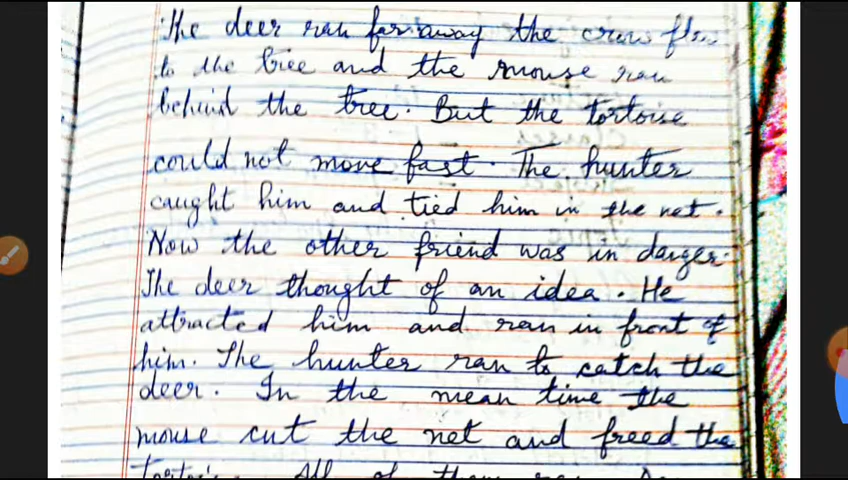 The deer ran far away the crow flew
to the tree and the mouse ran
behind the tree. But the tortoise
could not move fast. The hunter
caught him and tied him in the net.
Now the other friend was in danger.
The deer thought of an idea. He
attracted him and ran in front of
him. The hunter ran to catch the
deer. In the mean time the
mouse cut the net and freed the
All of them ran